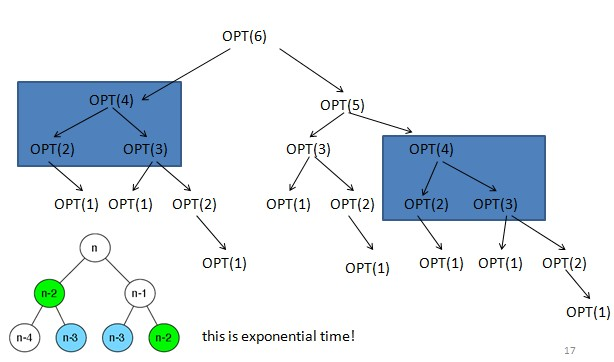 OPT(6)
OPT(4)
OPT(5)
OPT(2) OPT(3) OPT(3) OPT(4)
OPT(1) OPT(1) OPT(2) OPT(1) OPT(2) OPT(2) OPT(3)
OPT(1) OPT(1) OPT(1) OPT(1) OPT(2)
OPT(1)
n
n-2 n-1
n-4 n-3 n-3 n-2
this is exponential time!
17